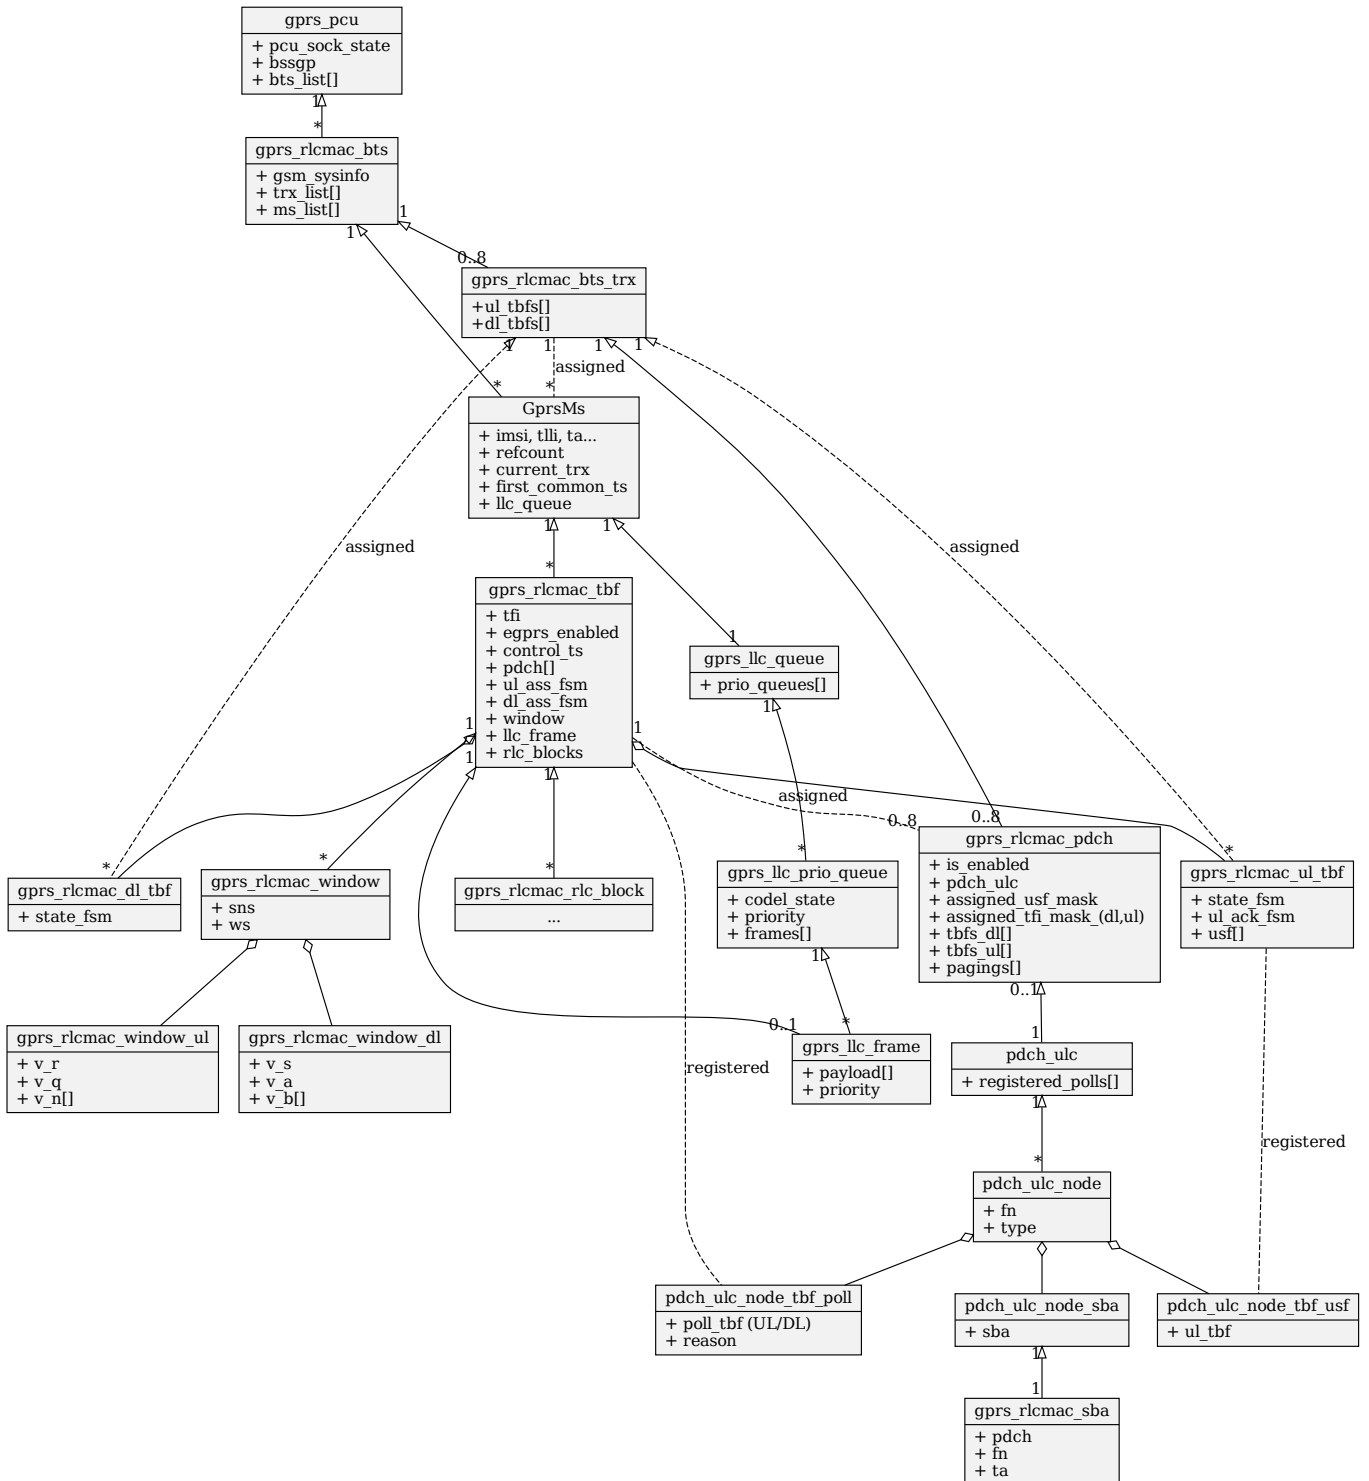 gprs_pcu
+ pcu_sock_state
+ bssgp
+ bts_list[]
1
*
gprs_rlcmac_bts
+ gsm_sysinfo
+ trx_list[]
+ ms_list[]
1
1
0..8
gprs_rlcmac_bts_trx
+ul_tbfs[]
+dl_tbfs[]
1
1
1
1
assigned
*
*
GprsMs
+ imsi, tlli, ta...
+ refcount
+ current_trx
+ first_common_ts
+ llc_queue
1
1
assigned
assigned
*
gprs_rlcmac_tbf
+ tfi
+ egprs_enabled
+ control_ts
+ pdch[]
+ ul_ass_fsm
+ dl_ass_fsm
+ window
+ llc_frame
+ rlc_blocks
1
gprs_llc_queue
+ prio_queues[]
1
1
1
1
1
assigned
0..8
0..8
*
*
*
*
*
gprs_rlcmac_dl_tbf
+ state_fsm
gprs_rlcmac_window
+ sns
+ ws
gprs_rlcmac_rlc_block
...
gprs_llc_prio_queue
+ codel_state
+ priority
+ frames[]
1
gprs_rlcmac_pdch
+ is_enabled
+ pdch_ulc
+ assigned_usf_mask
+ assigned_tfi_mask_(dl,ul)
+ tbfs_dl[]
+ tbfs_ul[]
+ pagings[]
0..1
gprs_rlcmac_ul_tbf
+ state_fsm
+ ul_ack_fsm
+ usf[]
gprs_rlcmac_window_ul
+ v_r
+ v_q
+ v_n[]
gprs_rlcmac_window_dl
+ v_s
+ v_a
+ v_b[]
registered
0..1
*
gprs_llc_frame
+ payload[]
+ priority
1
pdch_ulc
+ registered_polls[]
1
registered
*
pdch_ulc_node
+ fn
+ type
pdch_ulc_node_tbf_poll
+ poll_tbf (UL/DL)
+ reason
pdch_ulc_node_sba
+ sba
1
pdch_ulc_node_tbf_usf
+ ul_tbf
1
gprs_rlcmac_sba
+ pdch
+ fn
+ ta